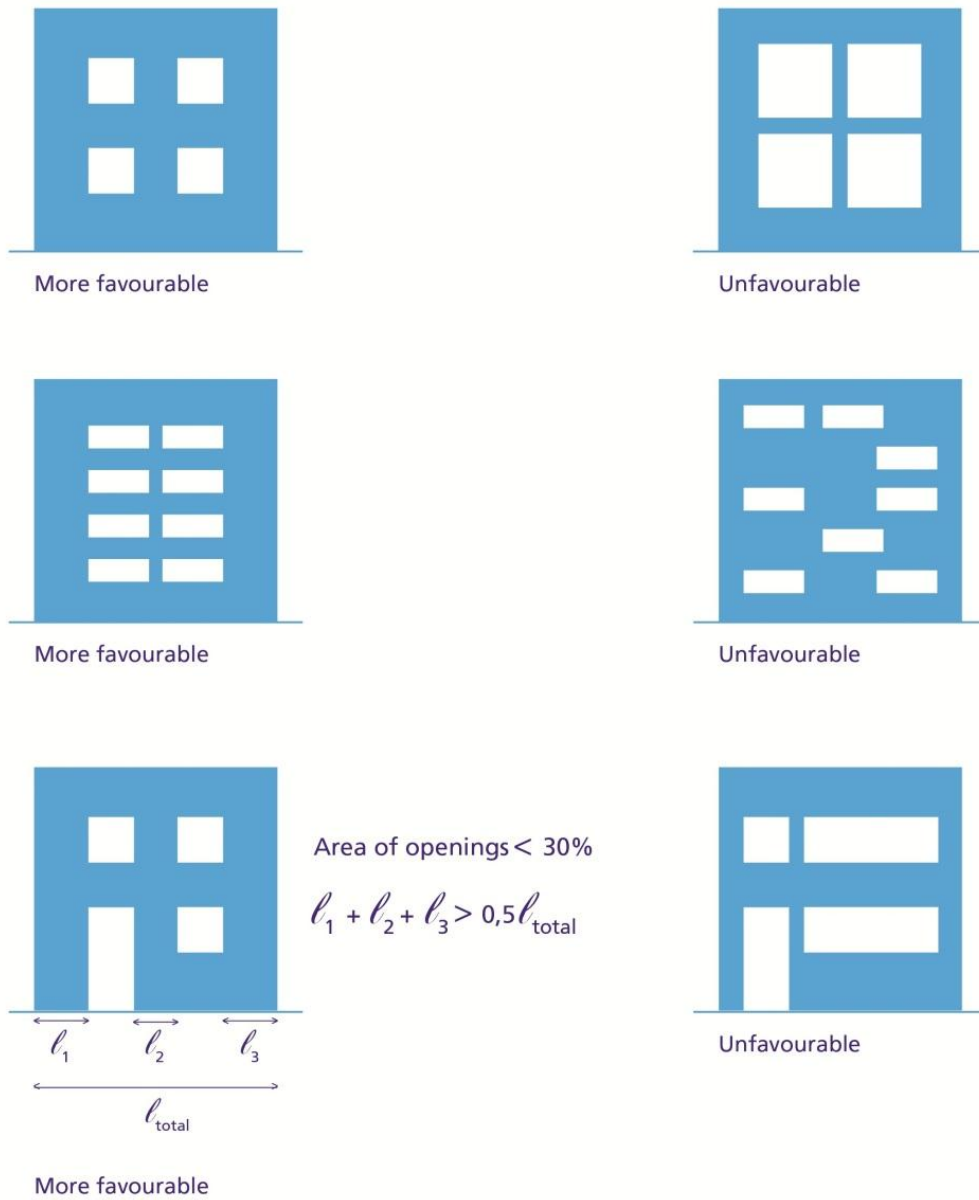 More favourable
Unfavourable
More favourable
Unfavourable
Area of openings < 30%
ℓ₁ + ℓ₂ + ℓ₃ > 0,5ℓtotal
ℓ₁ ℓ₂ ℓ₃
Unfavourable
ℓtotal
More favourable